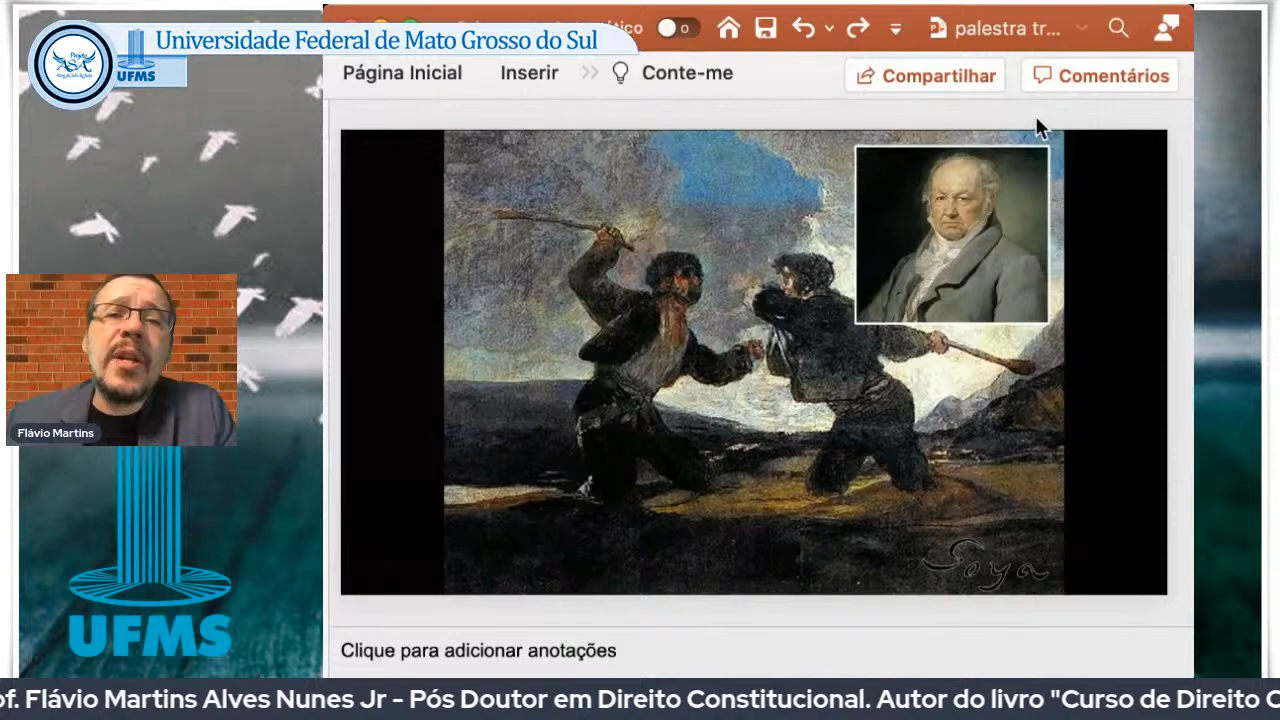 Universidade Federal de Mato Grosso do Sul
Projeto
UFMS
palestra tr...
Página Inicial
Inserir
Conte-me
Compartilhar
Comentários
Flávio Martins
Goya
UFMS
Clique para adicionar anotações
of. Flávio Martins Alves Nunes Jr - Pós Doutor em Direito Constitucional. Autor do livro "Curso de Direito C